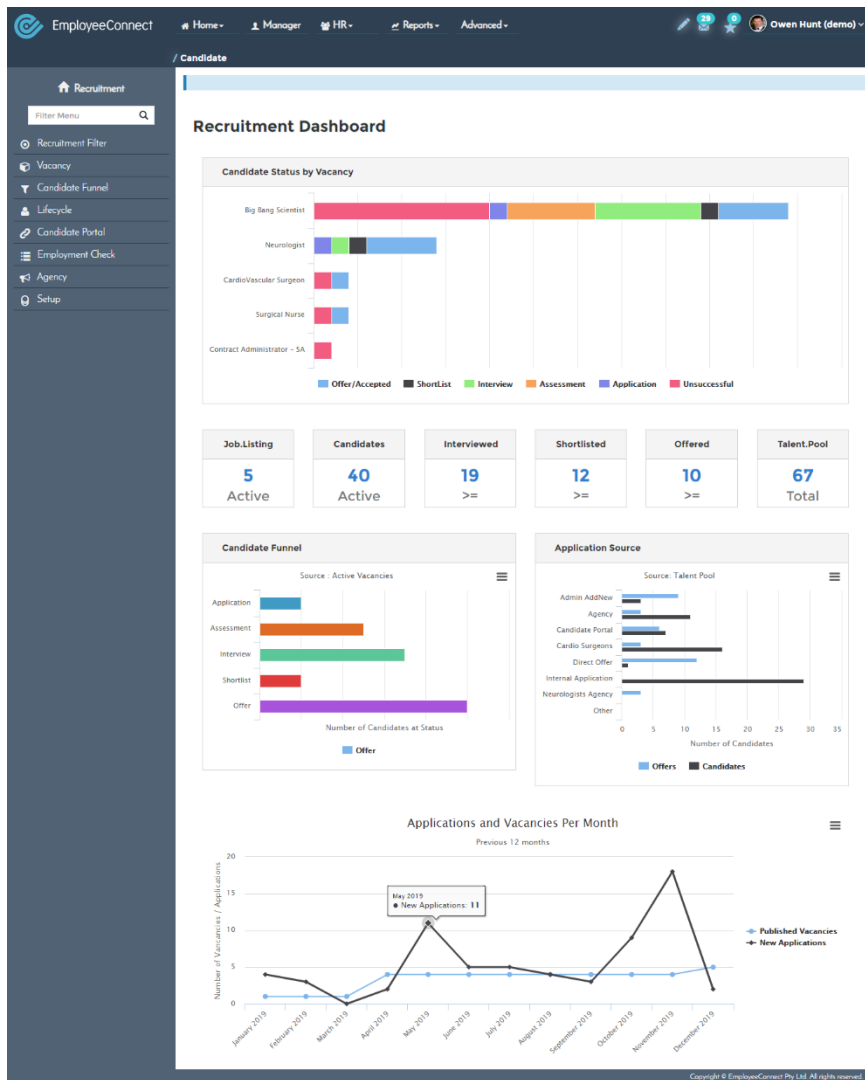 EmployeeConnect
Home
Manager
HR
Reports
Advanced
29
0
Owen Hunt (demo)
/ Candidate
Recruitment
Filter Menu
Recruitment Filter
Vacancy
Candidate Funnel
Lifecycle
Candidate Portal
Employment Check
Agency
Setup
Recruitment Dashboard
Candidate Status by Vacancy
Big Bang Scientist
Neurologist
CardioVascular Surgeon
Surgical Nurse
Contract Administrator - SA
Offer/Accepted ShortList Interview Assessment Application Unsuccessful
Job.Listing
5
Active
Candidates
40
Active
Interviewed
19
>=
Shortlisted
12
>=
Offered
10
>=
Talent.Pool
67
Total
Candidate Funnel
Source : Active Vacancies
Application
Assessment
Interview
Shortlist
Offer
Number of Candidates at Status
Offer
Application Source
Source: Talent Pool
Admin AddNew
Agency
Candidate Portal
Cardio Surgeons
Direct Offer
Internal Application
Neurologists Agency
Other
0 5 10 15 20 25 30 35
Number of Candidates
Offers Candidates
Applications and Vacancies Per Month
Previous 12 months
Number of Vancancies / Applications
20
15
10
5
0
May 2019
New Applications: 11
Published Vacancies
New Applications
January 2019
February 2019
March 2019
April 2019
May 2019
June 2019
July 2019
August 2019
September 2019
October 2019
November 2019
December 2019
Copyright © EmployeeConnect Pty Ltd. All rights reserved.